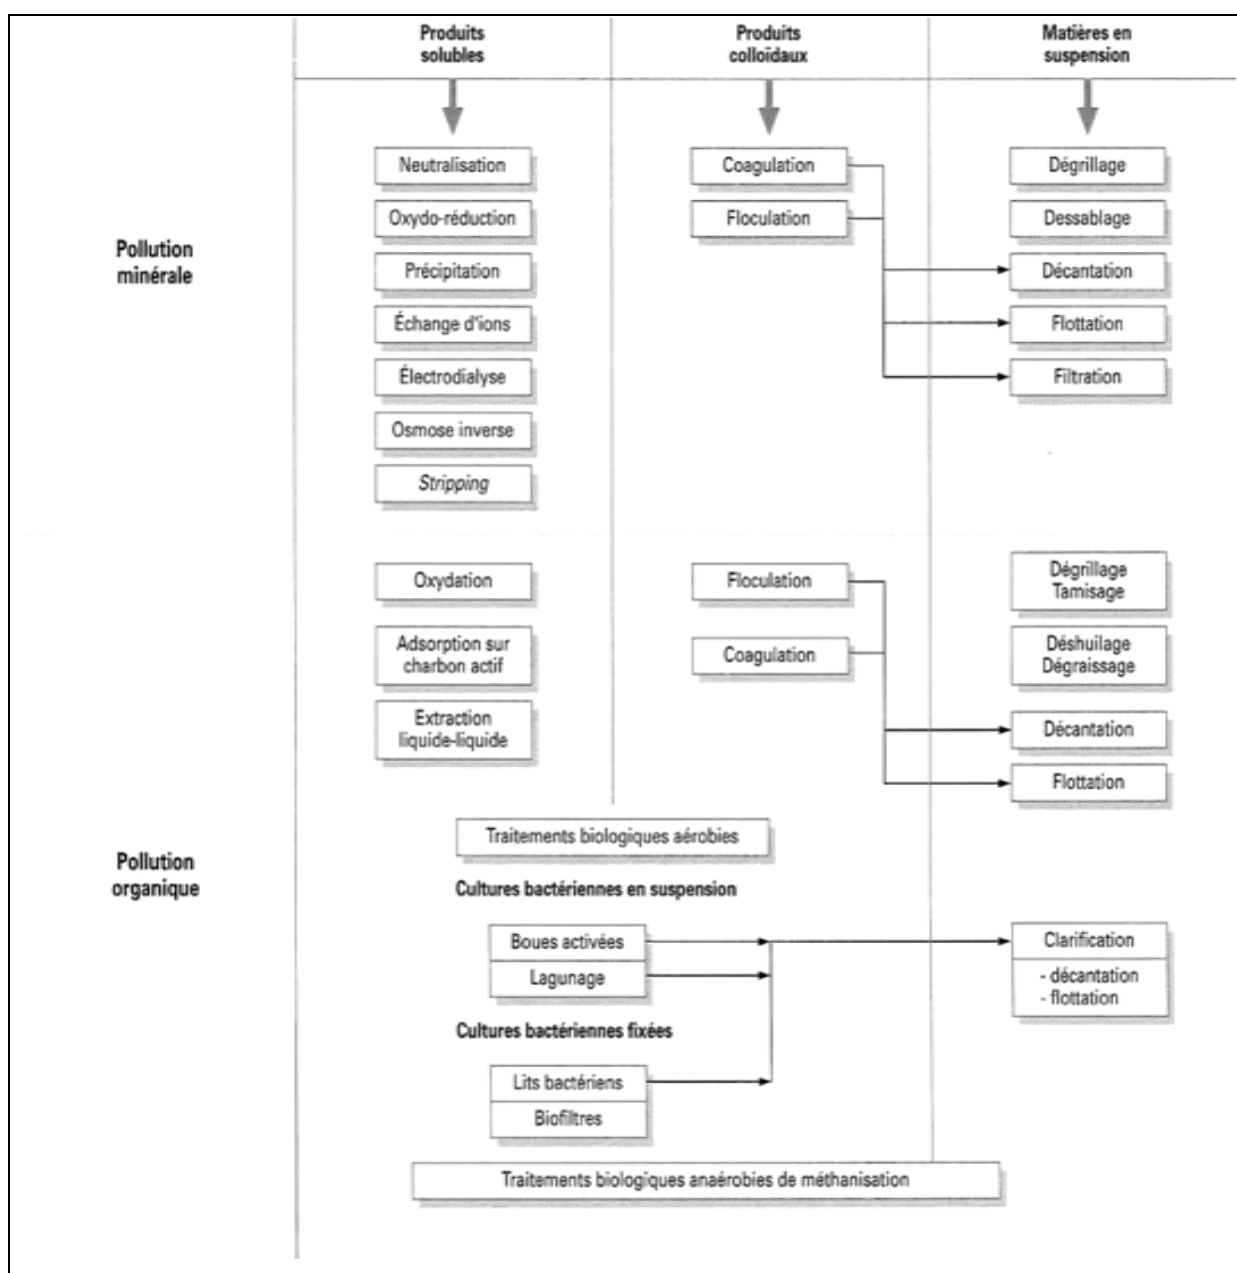 Produits
solubles
Produits
colloïdaux
Matières en
suspension
Pollution
minérale
Neutralisation
Oxydo-réduction
Précipitation
Échange d'ions
Électrodialyse
Osmose inverse
Stripping
Coagulation
Floculation
Dégrillage
Dessablage
Décantation
Flottation
Filtration
Pollution
organique
Oxydation
Adsorption sur
charbon actif
Extraction
liquide-liquide
Floculation
Coagulation
Dégrillage
Tamisage
Déshuilage
Dégraissage
Décantation
Flottation
Traitements biologiques aérobies
Cultures bactériennes en suspension
Boues activées
Lagunage
Clarification
- décantation
- flottation
Cultures bactériennes fixées
Lits bactériens
Biofiltres
Traitements biologiques anaérobies de méthanisation